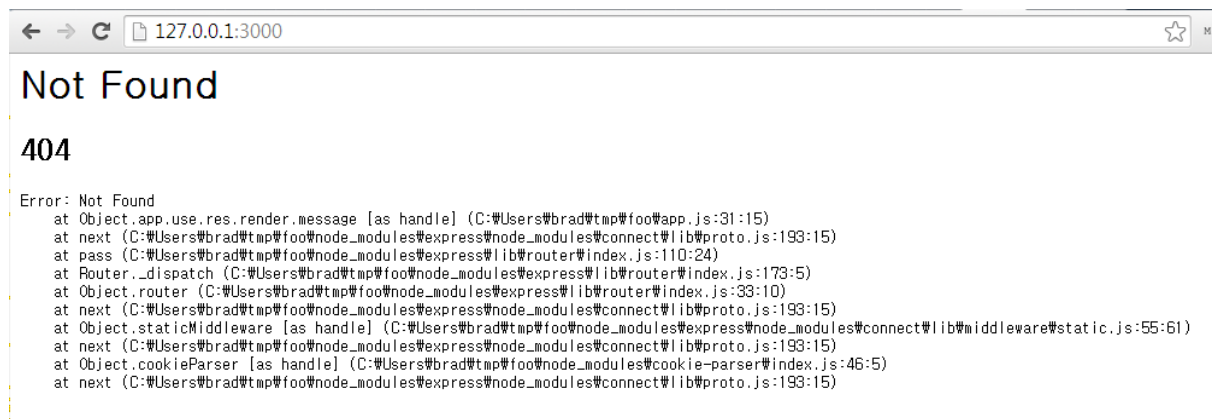 127.0.0.1:3000
M
Not Found
404
Error: Not Found
at Object.app.use.res.render.message [as handle] (C:₩Users₩brad₩tmp₩foo₩app.js:31:15)
at next (C:₩Users₩brad₩tmp₩foo₩node_modules₩express₩node_modules₩connect₩lib₩proto.js:193:15)
at pass (C:₩Users₩brad₩tmp₩foo₩node_modules₩express₩lib₩router₩index.js:110:24)
at Router._dispatch (C:₩Users₩brad₩tmp₩foo₩node_modules₩express₩lib₩router₩index.js:173:5)
at Object.router (C:₩Users₩brad₩tmp₩foo₩node_modules₩express₩lib₩router₩index.js:33:10)
at next (C:₩Users₩brad₩tmp₩foo₩node_modules₩express₩node_modules₩connect₩lib₩proto.js:193:15)
at Object.staticMiddleware [as handle] (C:₩Users₩brad₩tmp₩foo₩node_modules₩express₩node_modules₩connect₩lib₩middleware₩static.js:55:61)
at next (C:₩Users₩brad₩tmp₩foo₩node_modules₩express₩node_modules₩connect₩lib₩proto.js:193:15)
at Object.cookieParser [as handle] (C:₩Users₩brad₩tmp₩foo₩node_modules₩cookie-parser₩index.js:46:5)
at next (C:₩Users₩brad₩tmp₩foo₩node_modules₩express₩node_modules₩connect₩lib₩proto.js:193:15)